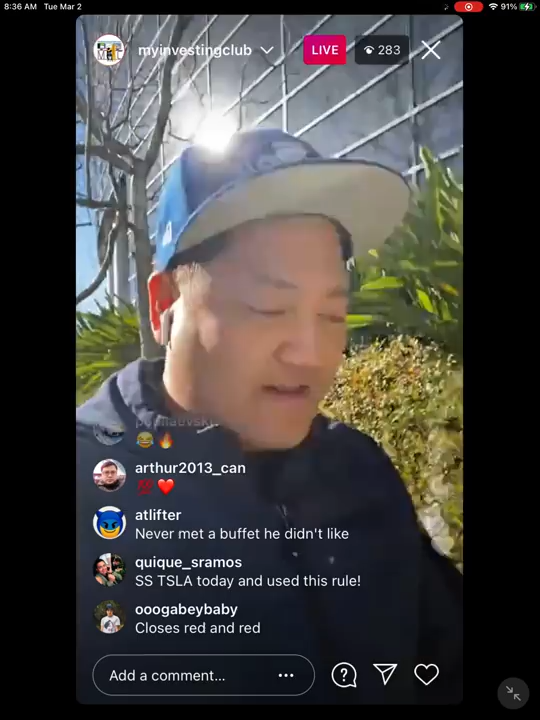 8:36 AM Tue Mar 2
91%
myinvestingclub
LIVE
283
😂🔥
arthur2013_can
💯❤️
atlifter
Never met a buffet he didn't like
quique_sramos
SS TSLA today and used this rule!
ooogabeybaby
Closes red and red
Add a comment…